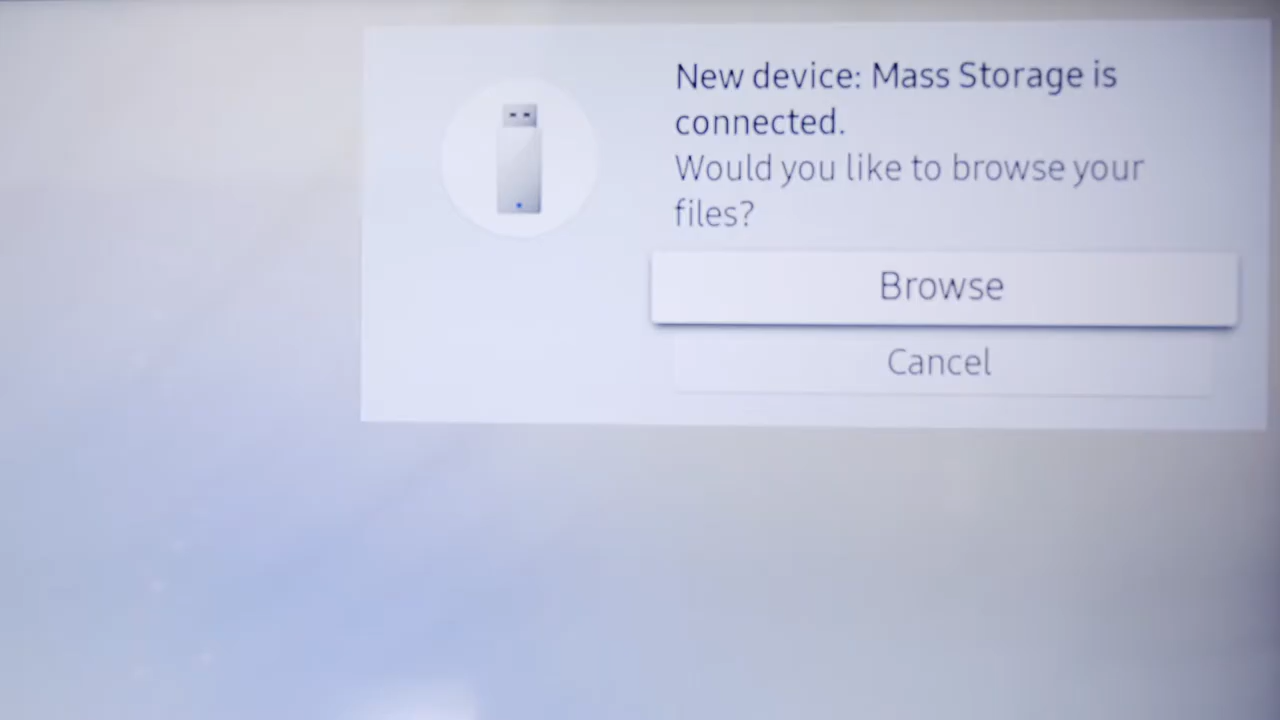 New device: Mass Storage is
connected.
Would you like to browse your
files?
Browse
Cancel